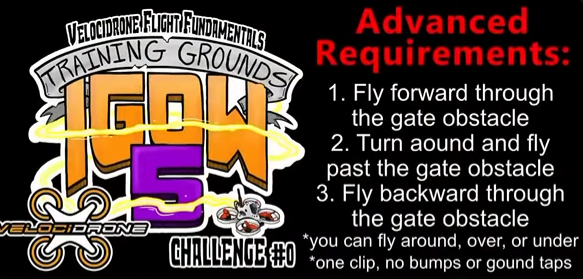 VELOCIDRONE FLIGHT FUNDAMENTALS
TRAINING GROUNDS
IGOW
5
VELOCIDRONE
CHALLENGE #0
Advanced
Requirements:
1. Fly forward through
the gate obstacle
2. Turn aound and fly
past the gate obstacle
3. Fly backward through
the gate obstacle
*you can fly around, over, or under
*one clip, no bumps or gound taps